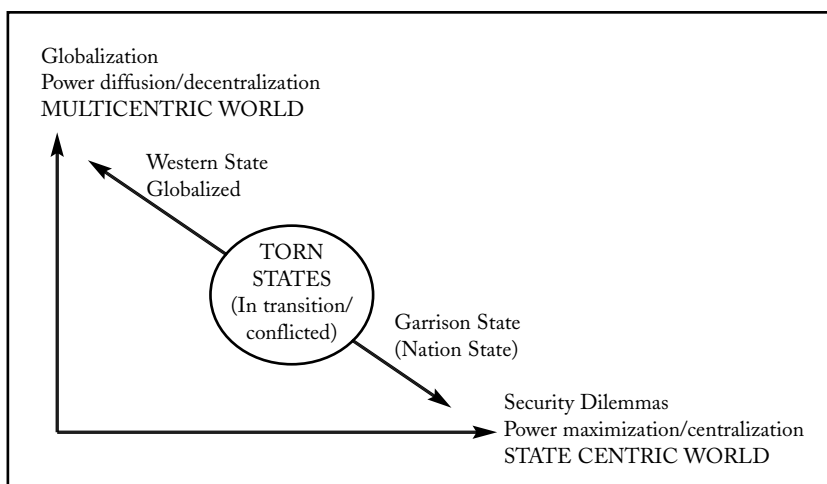 Globalization
Power diffusion/decentralization
MULTICENTRIC WORLD
Western State
Globalized
TORN
STATES
(In transition/
conflicted)
Garrison State
(Nation State)
Security Dilemmas
Power maximization/centralization
STATE CENTRIC WORLD